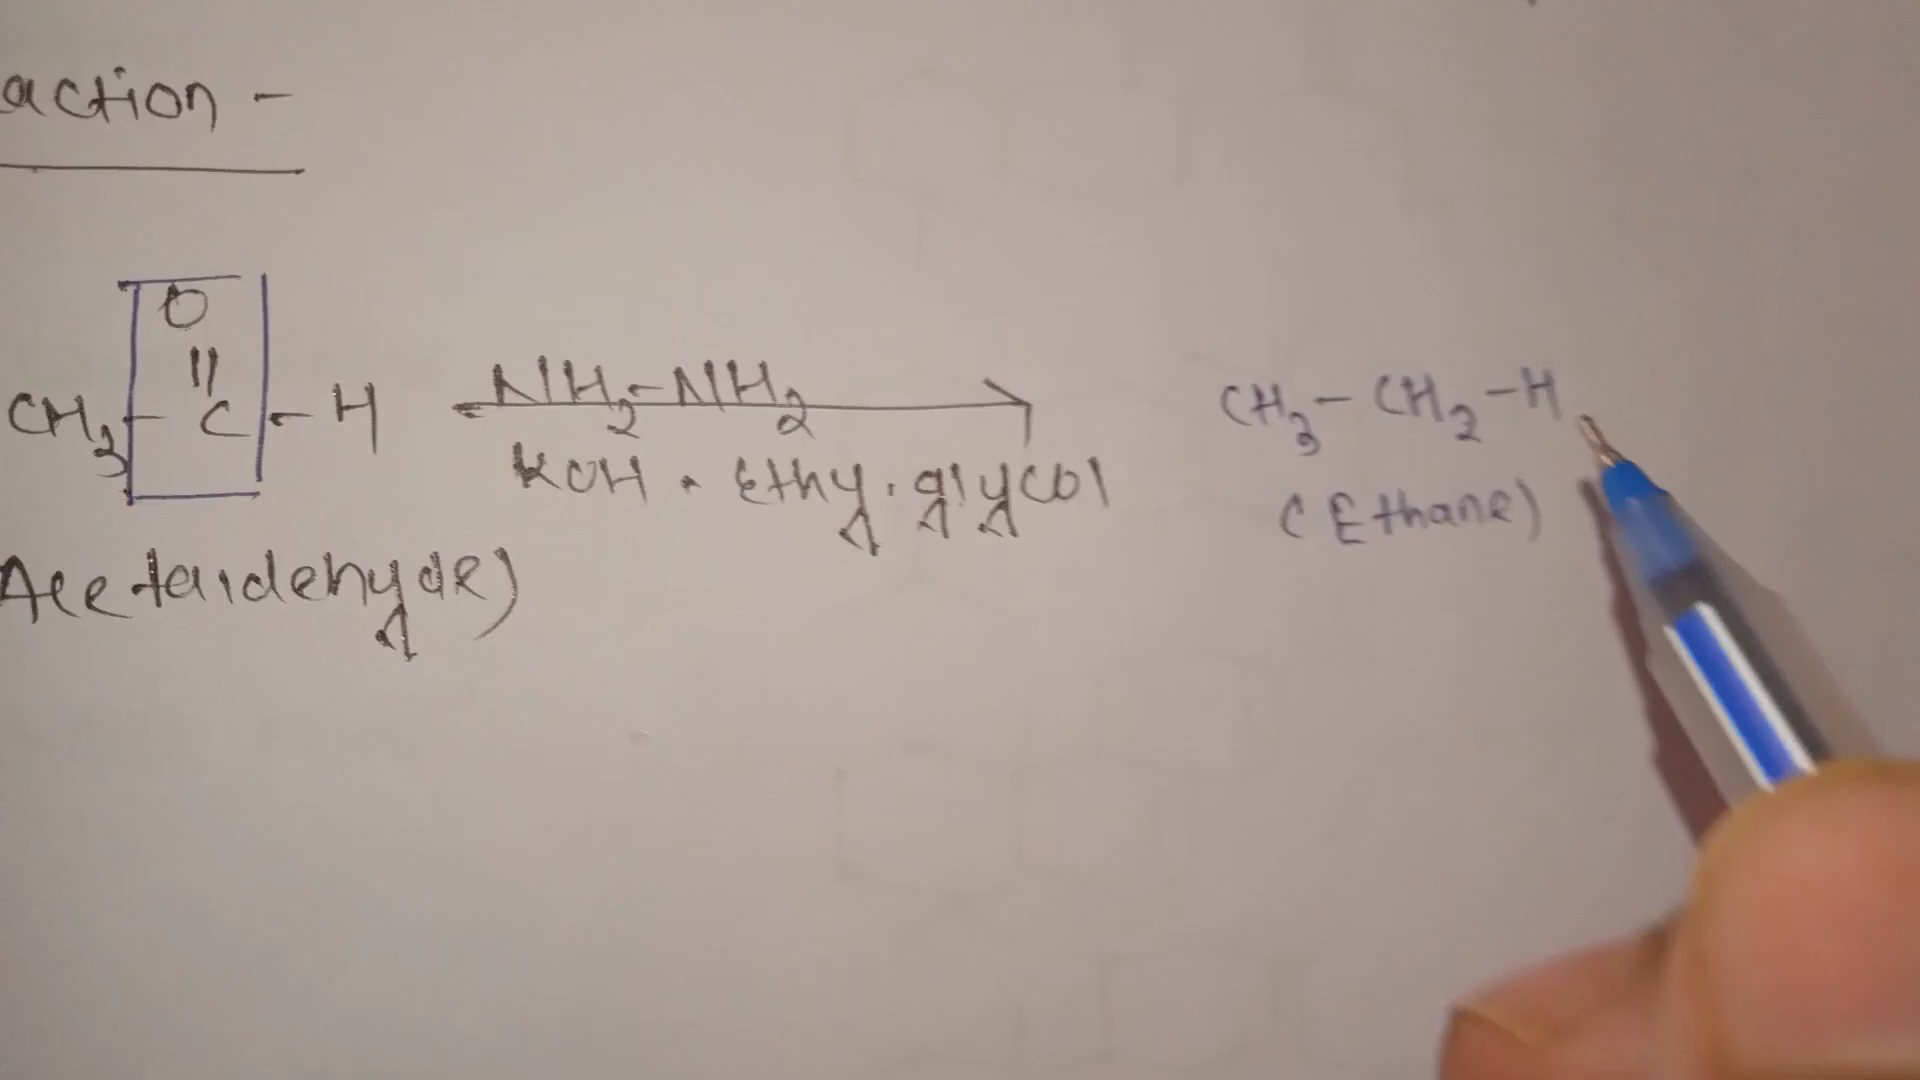 action -
O
||
CH3 - C - H NH2-NH2 CH3 - CH2 - H
KOH . Ethy. glycol (Ethane)
Acetaldehyde)